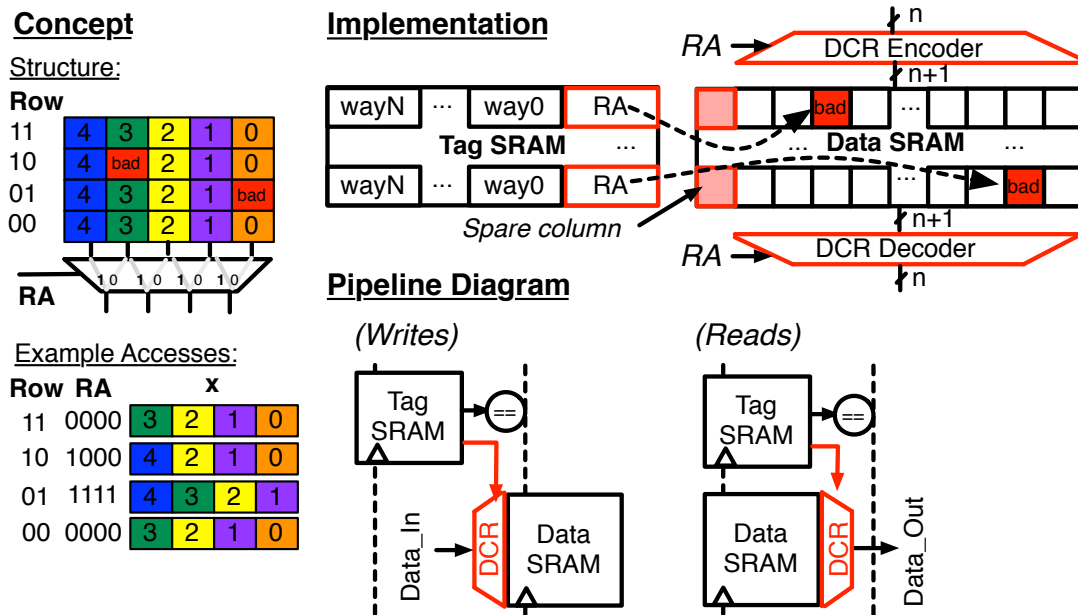 Concept
Structure:
Row
11 4 3 2 1 0
10 4 bad 2 1 0
01 4 3 2 1 bad
00 4 3 2 1 0
1 0 1 0 1 0 1 0
RA
Example Accesses:
Row RA x
11 0000 3 2 1 0
10 1000 4 2 1 0
01 1111 4 3 2 1
00 0000 3 2 1 0
Implementation
n
RA DCR Encoder
n+1
wayN ... way0 RA bad ...
Tag SRAM ... ... Data SRAM ...
wayN ... way0 RA ... bad
Spare column
n+1
RA DCR Decoder
n
Pipeline Diagram
(Writes)
Tag
SRAM
==
Data_In
DCR
Data
SRAM
(Reads)
Tag
SRAM
==
Data
SRAM
DCR
Data_Out